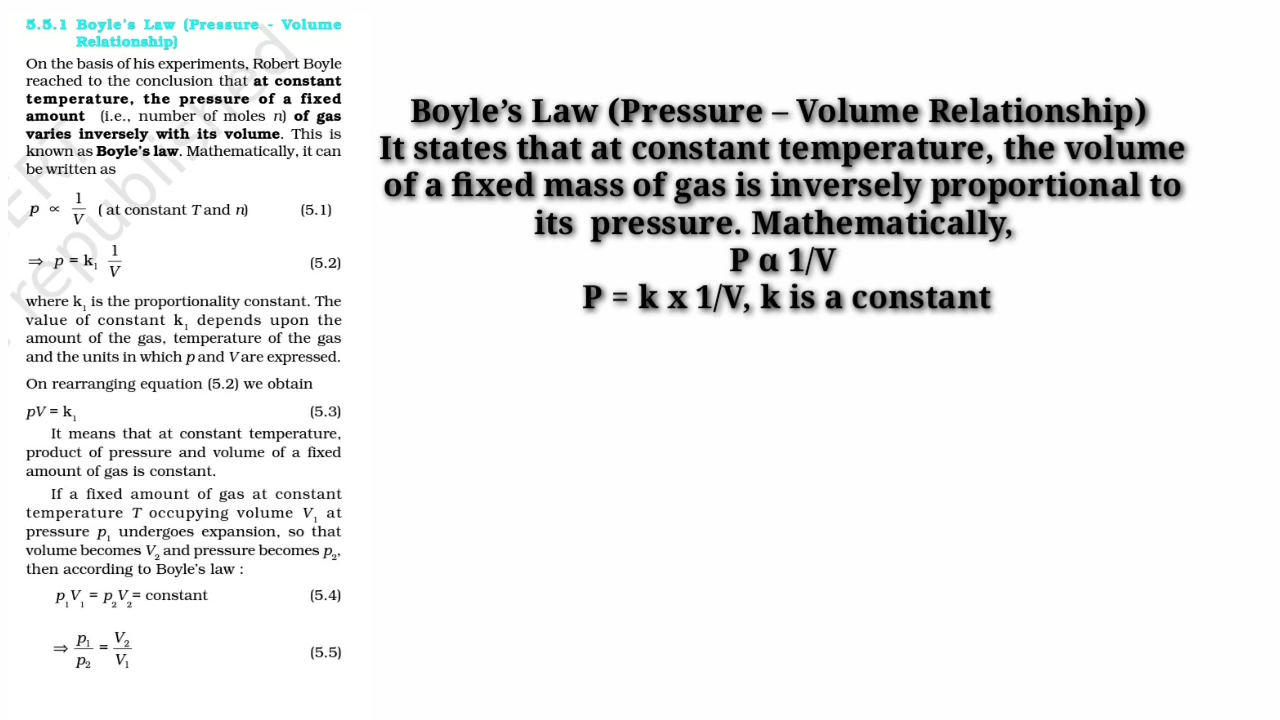 5.5.1 Boyle's Law (Pressure - Volume
Relationship)
On the basis of his experiments, Robert Boyle
reached to the conclusion that at constant
temperature, the pressure of a fixed
amount (i.e., number of moles n) of gas
varies inversely with its volume. This is
known as Boyle's law. Mathematically, it can
be written as
p ∝ 1/V ( at constant T and n) (5.1)
⇒ p = k₁ 1/V (5.2)
where k₁ is the proportionality constant. The
value of constant k₁ depends upon the
amount of the gas, temperature of the gas
and the units in which p and V are expressed.
On rearranging equation (5.2) we obtain
pV = k₁ (5.3)
It means that at constant temperature,
product of pressure and volume of a fixed
amount of gas is constant.
If a fixed amount of gas at constant
temperature T occupying volume V₁ at
pressure p₁ undergoes expansion, so that
volume becomes V₂ and pressure becomes p₂,
then according to Boyle's law :
p₁V₁ = p₂V₂ = constant (5.4)
⇒ p₁/p₂ = V₂/V₁ (5.5)
Boyle’s Law (Pressure – Volume Relationship)
It states that at constant temperature, the volume
of a fixed mass of gas is inversely proportional to
its pressure. Mathematically,
P α 1/V
P = k x 1/V, k is a constant